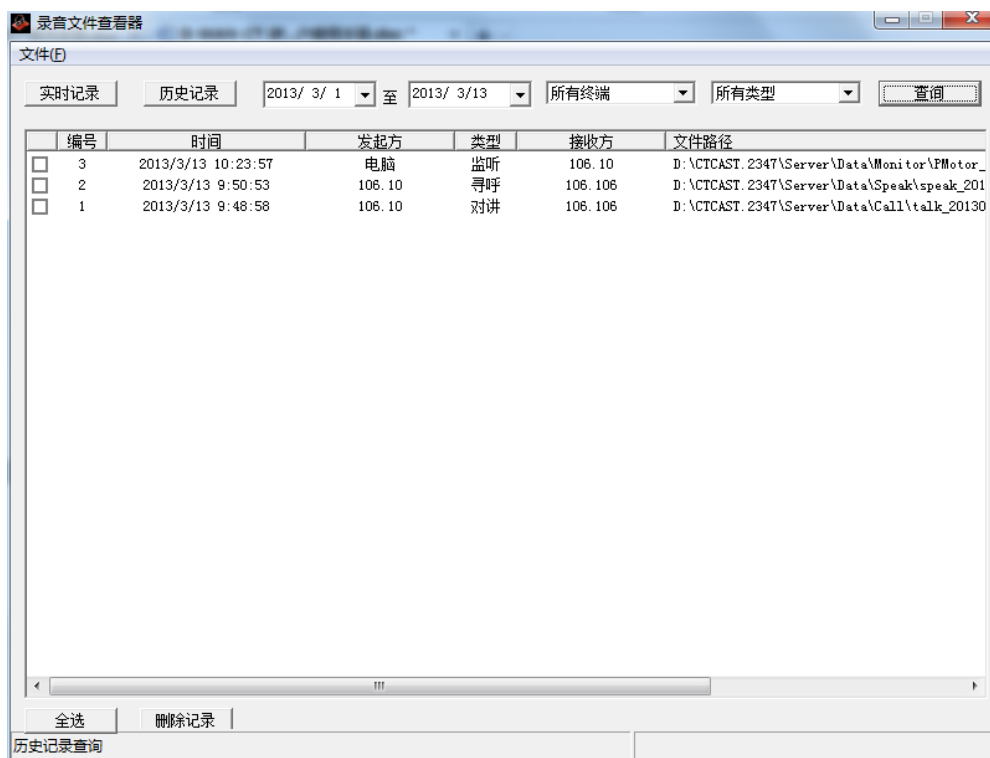 录音文件查看器
文件(F)
实时记录 历史记录 2013/ 3/ 1 至 2013/ 3/13 所有终端 所有类型 查询
编号 时间 发起方 类型 接收方 文件路径
3 2013/3/13 10:23:57 电脑 监听 106.10 D:\CTCAST.2347\Server\Data\Monitor\PMotor_
2 2013/3/13 9:50:53 106.10 寻呼 106.106 D:\CTCAST.2347\Server\Data\Speak\speak_201
1 2013/3/13 9:48:58 106.10 对讲 106.106 D:\CTCAST.2347\Server\Data\Call\talk_20130
全选 删除记录
历史记录查询